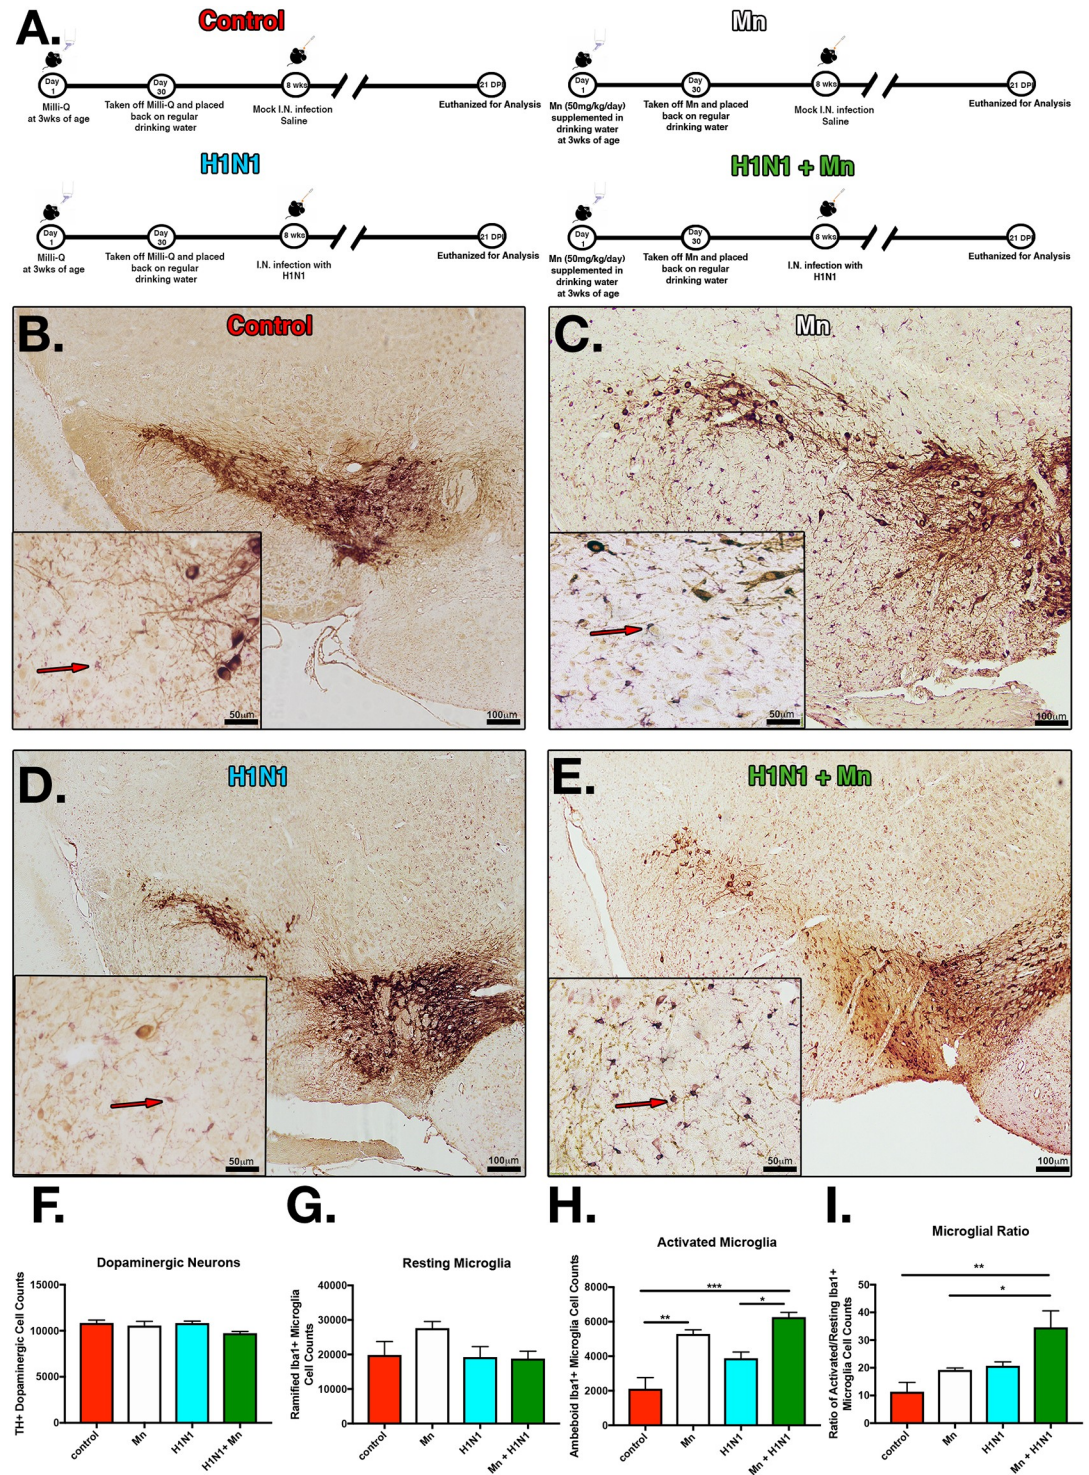 A.
Control
Day
1
Day
30
8 wks
21 DPI
Milli-Q
at 3wks of age
Taken off Milli-Q and placed
back on regular
drinking water
Mock I.N. infection
Saline
Euthanized for Analysis
Mn
Day
1
Day
30
8 wks
21 DPI
Mn (50mg/kg/day)
supplemented in
drinking water
at 3wks of age
Taken off Mn and placed
back on regular
drinking water
Mock I.N. infection
Saline
Euthanized for Analysis
H1N1
Day
1
Day
30
8 wks
21 DPI
Milli-Q
at 3wks of age
Taken off Milli-Q and placed
back on regular
drinking water
I.N. infection with
H1N1
Euthanized for Analysis
H1N1 + Mn
Day
1
Day
30
8 wks
21 DPI
Mn (50mg/kg/day)
supplemented in
drinking water
at 3wks of age
Taken off Mn and placed
back on regular
drinking water
I.N. infection with
H1N1
Euthanized for Analysis
B.
Control
50µm
100µm
C.
Mn
50µm
100µm
D.
H1N1
50µm
100µm
E.
H1N1 + Mn
50µm
100µm
F.
Dopaminergic Neurons
TH+ Dopaminergic Cell Counts
15000
10000
5000
0
control
Mn
H1N1
H1N1+ Mn
G.
Resting Microglia
Ramified Iba1+ Microglia
Cell Counts
40000
30000
20000
10000
0
control
Mn
H1N1
Mn + H1N1
H.
Activated Microglia
Ambeboid Iba1+ Microglia Cell Counts
8000
6000
4000
2000
0
***
*
**
control
Mn
H1N1
Mn + H1N1
I.
Microglial Ratio
Ratio of Activated/Resting Iba1+
Microglia Cell Counts
50
40
30
20
10
0
**
*
control
Mn
H1N1
Mn + H1N1